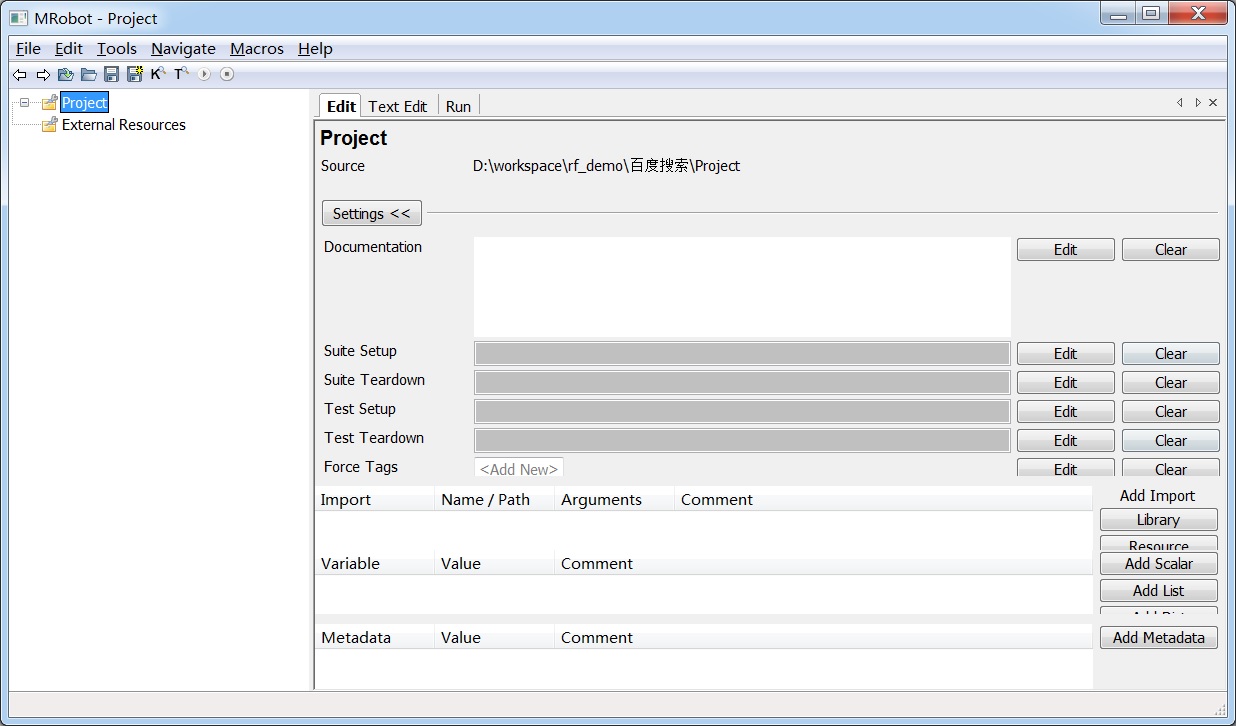 MRobot - Project
File Edit Tools Navigate Macros Help
K T
Project
External Resources
Edit Text Edit Run
Project
Source D:\workspace\rf_demo\百度搜索\Project
Settings <<
Documentation Edit Clear
Suite Setup Edit Clear
Suite Teardown Edit Clear
Test Setup Edit Clear
Test Teardown Edit Clear
Force Tags <Add New> Edit Clear
Import Name / Path Arguments Comment Add Import
Library
Resource
Variable Value Comment Add Scalar
Add List
Metadata Value Comment Add Metadata